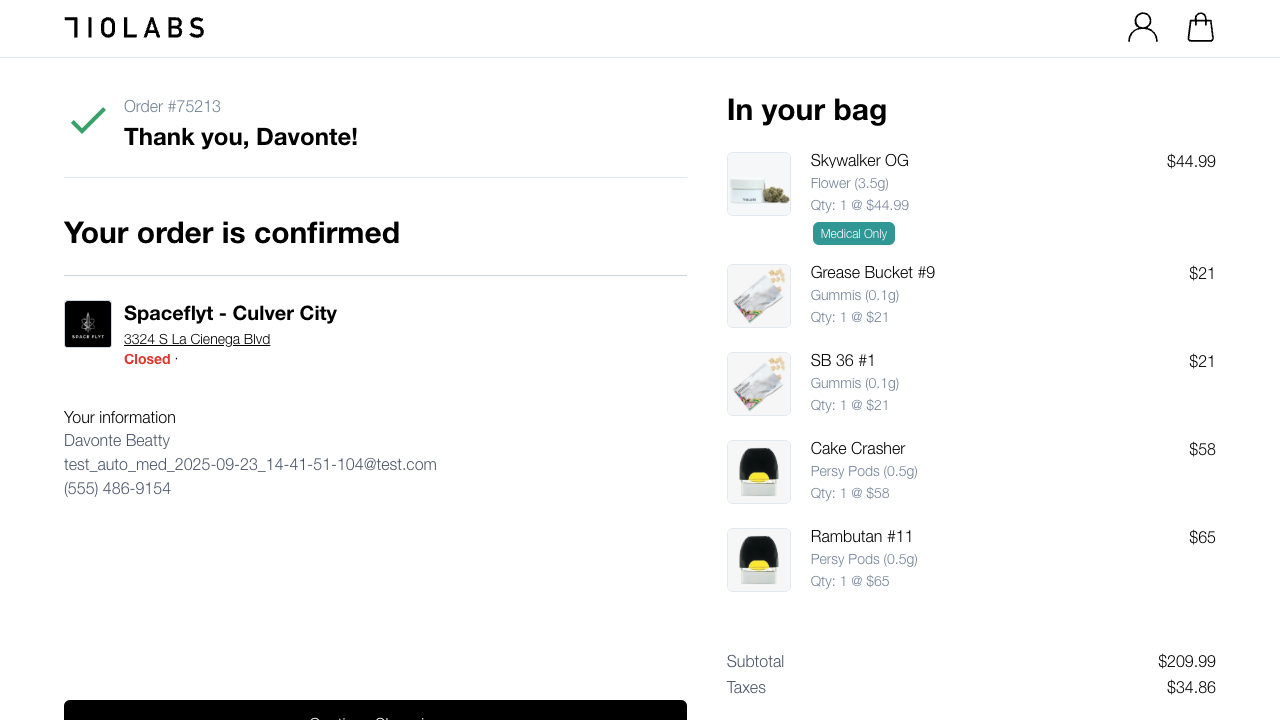 710LABS
Order #75213
Thank you, Davonte!
Your order is confirmed
SPACE FLYT
Spaceflyt - Culver City
3324 S La Cienega Blvd
Closed ·
Your information
Davonte Beatty
test_auto_med_2025-09-23_14-41-51-104@test.com
(555) 486-9154
In your bag
Skywalker OG
$44.99
Flower (3.5g)
Qty: 1 @ $44.99
Medical Only
Grease Bucket #9
$21
Gummis (0.1g)
Qty: 1 @ $21
SB 36 #1
$21
Gummis (0.1g)
Qty: 1 @ $21
Cake Crasher
$58
Persy Pods (0.5g)
Qty: 1 @ $58
Rambutan #11
$65
Persy Pods (0.5g)
Qty: 1 @ $65
Subtotal
$209.99
Taxes
$34.86